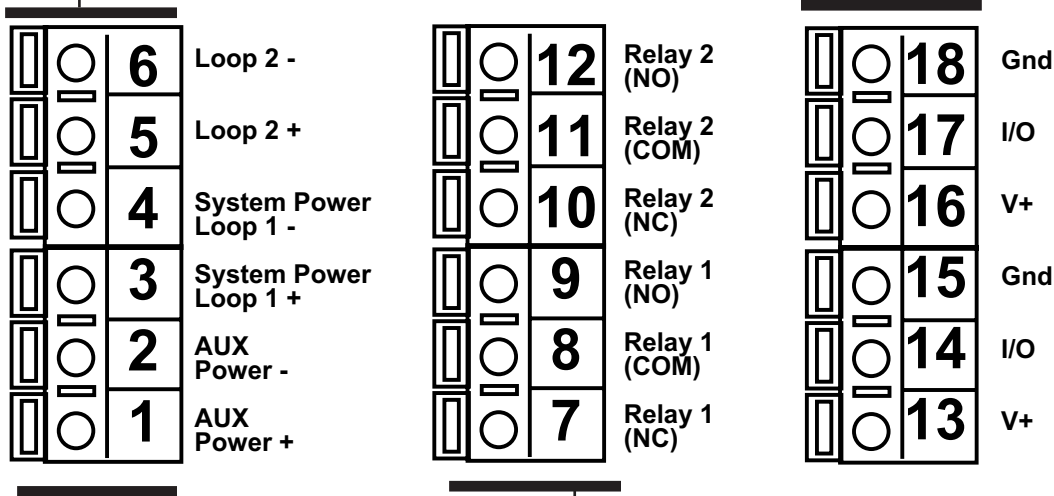 6 Loop 2 -
5 Loop 2 +
4 System Power
Loop 1 -
3 System Power
Loop 1 +
2 AUX
Power -
1 AUX
Power +
12 Relay 2
(NO)
11 Relay 2
(COM)
10 Relay 2
(NC)
9 Relay 1
(NO)
8 Relay 1
(COM)
7 Relay 1
(NC)
18 Gnd
17 I/O
16 V+
15 Gnd
14 I/O
13 V+